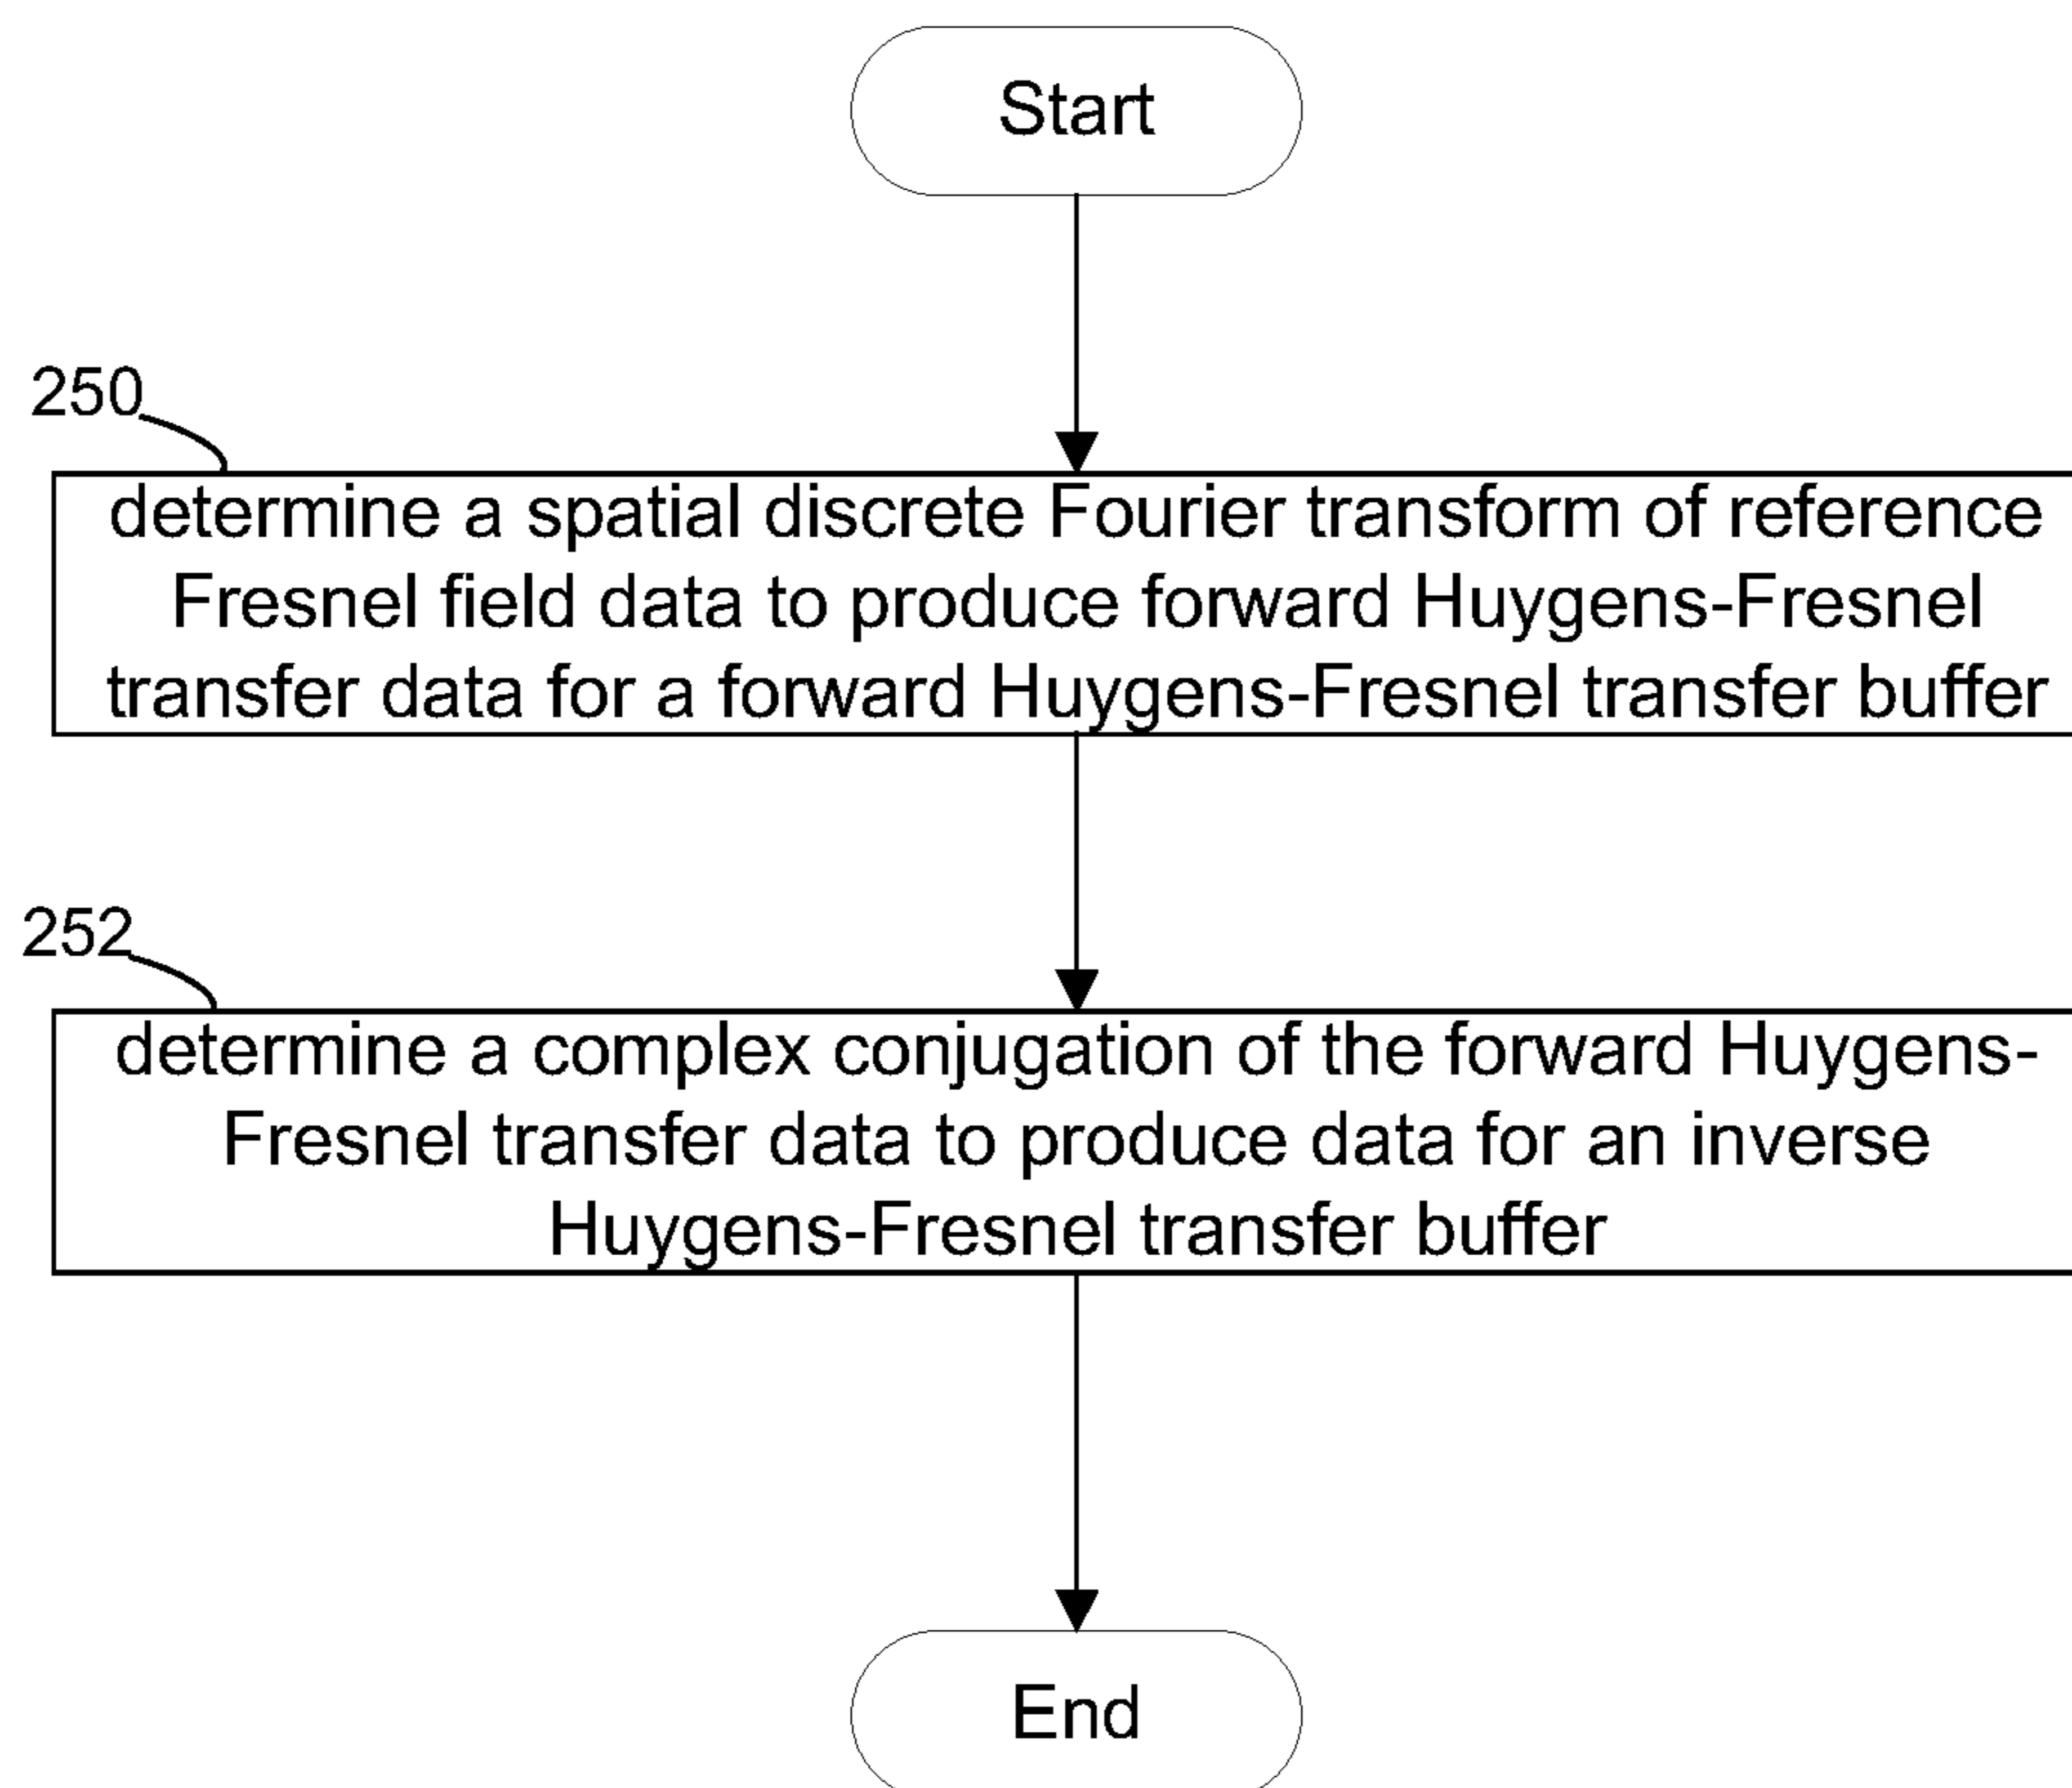 Start
250
determine a spatial discrete Fourier transform of reference
Fresnel field data to produce forward Huygens-Fresnel
transfer data for a forward Huygens-Fresnel transfer buffer
252
determine a complex conjugation of the forward Huygens-
Fresnel transfer data to produce data for an inverse
Huygens-Fresnel transfer buffer
End